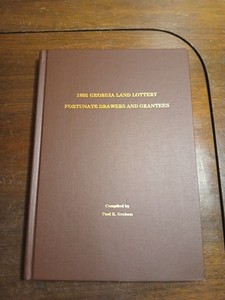 1805 GEORGIA LAND LOTTERY
FORTUNATE DRAWERS AND GRANTEES
Compiled by
Paul K. Graham